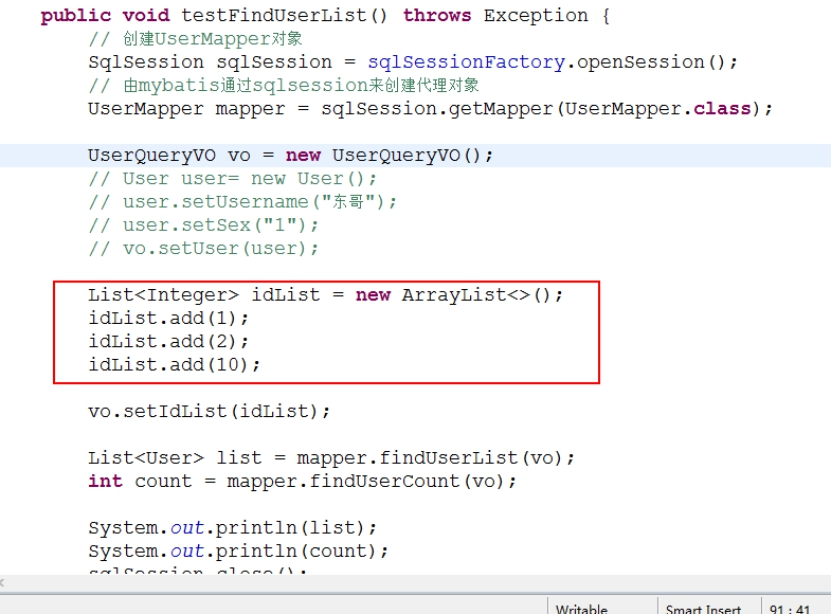 public void testFindUserList() throws Exception {
// 创建UserMapper对象
SqlSession sqlSession = sqlSessionFactory.openSession();
// 由mybatis通过sqlsession来创建代理对象
UserMapper mapper = sqlSession.getMapper(UserMapper.class);
UserQueryVO vo = new UserQueryVO();
// User user= new User();
// user.setUsername("东哥");
// user.setSex("1");
// vo.setUser(user);
List<Integer> idList = new ArrayList<>();
idList.add(1);
idList.add(2);
idList.add(10);
vo.setIdList(idList);
List<User> list = mapper.findUserList(vo);
int count = mapper.findUserCount(vo);
System.out.println(list);
System.out.println(count);
sqlSession.close();
Writable Smart Insert 91 : 41